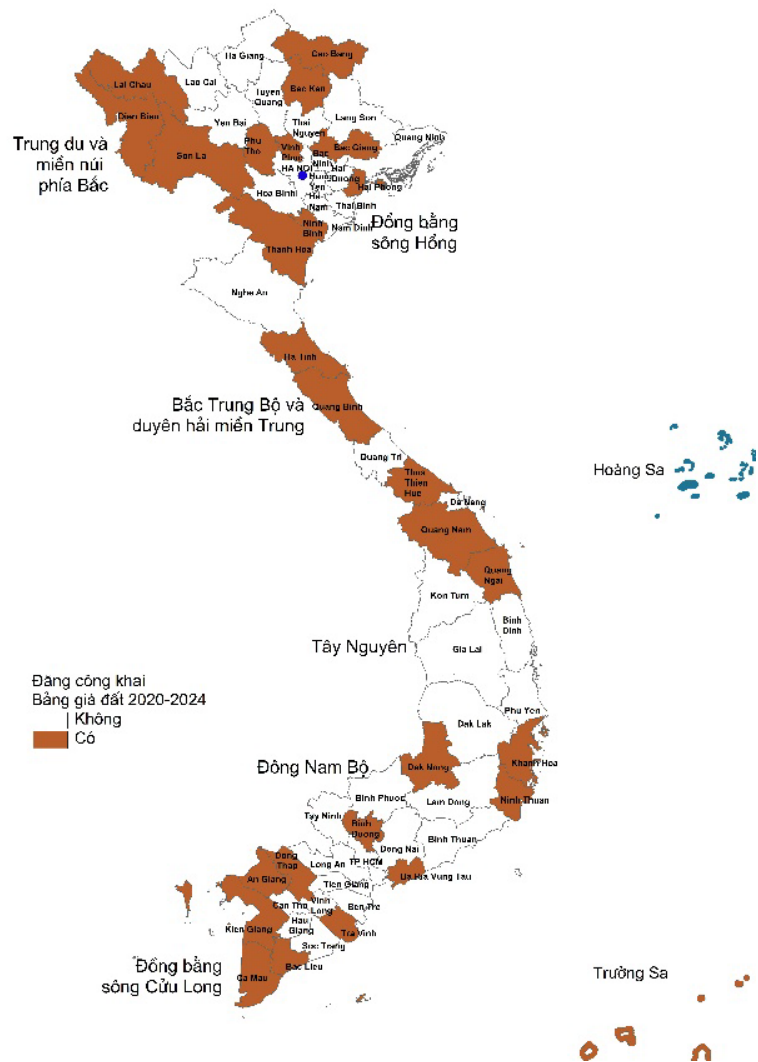 Ha Giang
Cao Bang
Lai Chau
Lao Cai
Tuyen
Quang
Bac Kan
Dien Bien
Yen Bai
Thai
Nguyen
Lang Son
Quang Ninh
Trung du và
miền núi
phía Bắc
Son La
Phu
Tho
Vinh
Phuc
Bac
Ninh
Bac Giang
HA NOI
Hung
Yen
Hai
Duong
Hai Phong
Hoa Binh
Ha
Nam
Thai Binh
Ninh
Binh
Nam Dinh
Đồng bằng
sông Hồng
Thanh Hoa
Nghe An
Ha Tinh
Bắc Trung Bộ và
duyên hải miền Trung
Quang Binh
Quang Tri
Thua
Thien
Hue
Da Nang
Hoàng Sa
Quang Nam
Quang
Ngai
Kon Tum
Binh
Dinh
Tây Nguyên
Gia Lai
Đăng công khai
Bảng giá đất 2020-2024
Không
Có
Phu Yen
Dak Lak
Đông Nam Bộ
Dak Nong
Khanh Hoa
Binh Phuoc
Lam Dong
Ninh Thuan
Tay Ninh
Binh
Duong
Dong Nai
Binh Thuan
Dong
Thap
Long An
TP HCM
An Giang
Tien Giang
Ba Ria Vung Tau
Can Tho
Vinh
Long
Ben Tre
Kien Giang
Hau
Giang
Tra Vinh
Soc Trang
Đồng bằng
sông Cửu Long
Ca Mau
Bac Lieu
Trường Sa